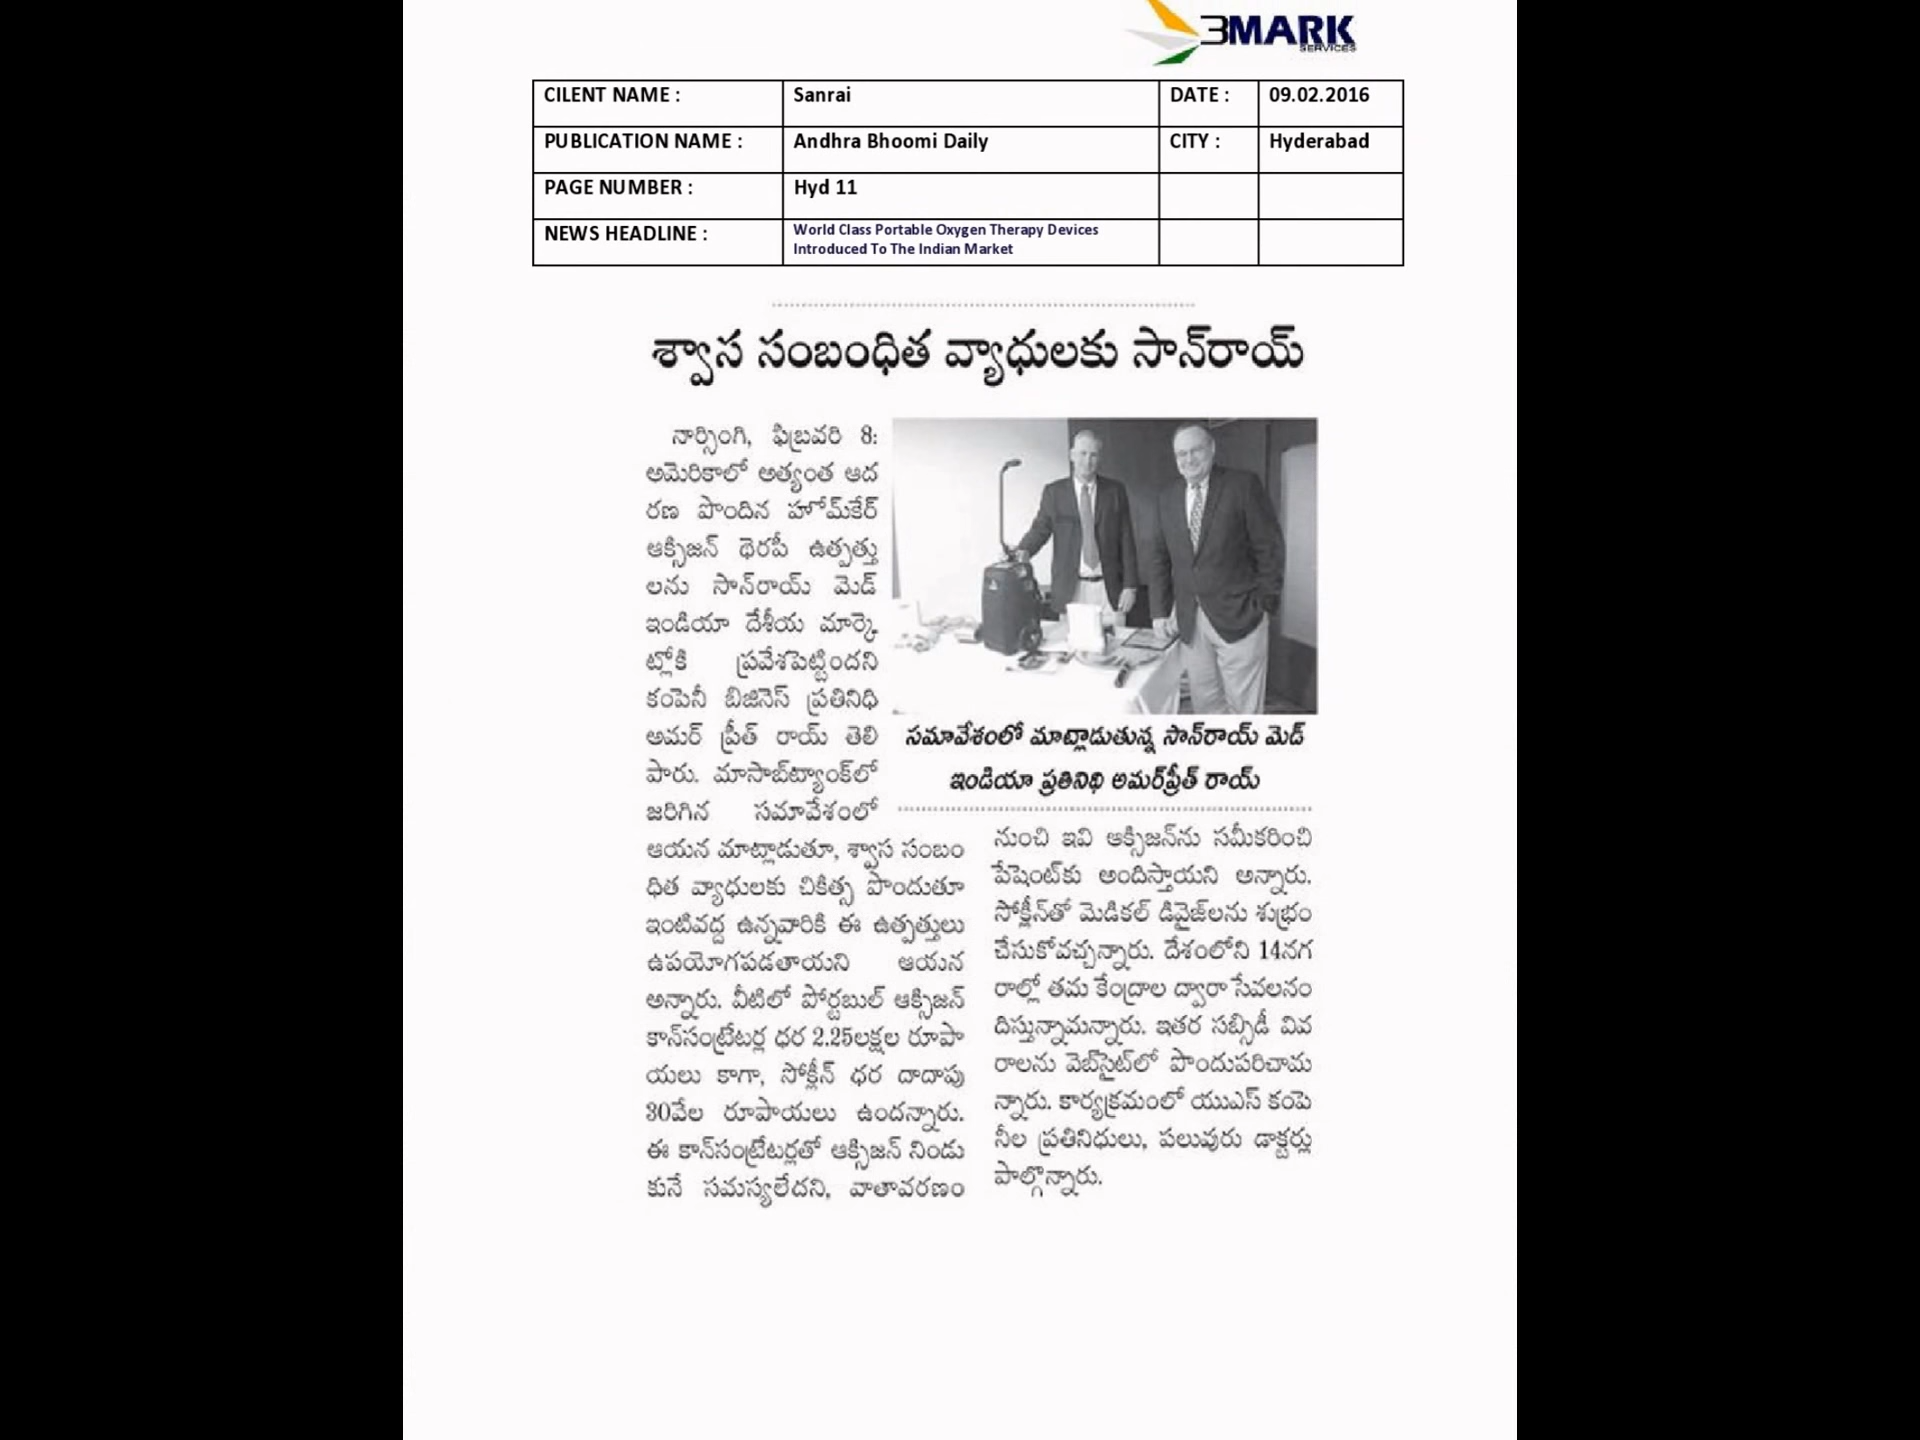 3MARK
SERVICES
CILENT NAME : Sanrai DATE : 09.02.2016
PUBLICATION NAME : Andhra Bhoomi Daily CITY : Hyderabad
PAGE NUMBER : Hyd 11
NEWS HEADLINE : World Class Portable Oxygen Therapy Devices
Introduced To The Indian Market
శ్వాస సంబంధిత వ్యాధులకు సాన్‌రాయ్
నార్సింగి, ఫిబ్రవరి 8:
అమెరికాలో అత్యంత ఆద
రణ పొందిన హోమ్‌కేర్
ఆక్సిజన్ థెరపీ ఉత్పత్తు
లను సాన్‌రాయ్ మెడ్
ఇండియా దేశీయ మార్కె
ట్లోకి ప్రవేశపెట్టిందని
కంపెనీ బిజినెస్ ప్రతినిధి
అమర్ ప్రీత్ రాయ్ తెలి
పారు. మాసాబ్‌ట్యాంక్‌లో
జరిగిన సమావేశంలో
ఆయన మాట్లాడుతూ, శ్వాస సంబం
ధిత వ్యాధులకు చికిత్స పొందుతూ
ఇంటివద్ద ఉన్నవారికి ఈ ఉత్పత్తులు
ఉపయోగపడతాయని ఆయన
అన్నారు. వీటిలో పోర్టబుల్ ఆక్సిజన్
కాన్‌సంట్రేటర్ల ధర 2.25లక్షల రూపా
యలు కాగా, సోక్లీన్ ధర దాదాపు
30వేల రూపాయలు ఉందన్నారు.
ఈ కాన్‌సంట్రేటర్లతో ఆక్సిజన్ నిండు
కునే సమస్యలేదని, వాతావరణం
సమావేశంలో మాట్లాడుతున్న సాన్‌రాయ్ మెడ్
ఇండియా ప్రతినిధి అమర్‌ప్రీత్ రాయ్
నుంచి ఇవి ఆక్సిజన్‌ను సమీకరించి
పేషెంట్‌కు అందిస్తాయని అన్నారు.
సోక్లీన్‌తో మెడికల్ డివైజ్‌లను శుభ్రం
చేసుకోవచ్చన్నారు. దేశంలోని 14నగ
రాల్లో తమ కేంద్రాల ద్వారా సేవలనం
దిస్తున్నామన్నారు. ఇతర సబ్సిడీ వివ
రాలను వెబ్‌సైట్‌లో పొందుపరిచామ
న్నారు. కార్యక్రమంలో యుఎస్ కంపె
నీల ప్రతినిధులు, పలువురు డాక్టర్లు
పాల్గొన్నారు.